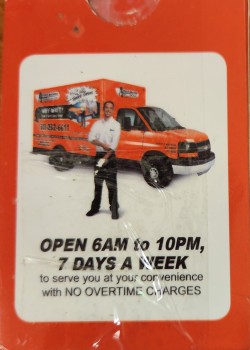 OPEN 6AM to 10PM,
7 DAYS A WEEK
to serve you at your convenience
with NO OVERTIME CHARGES